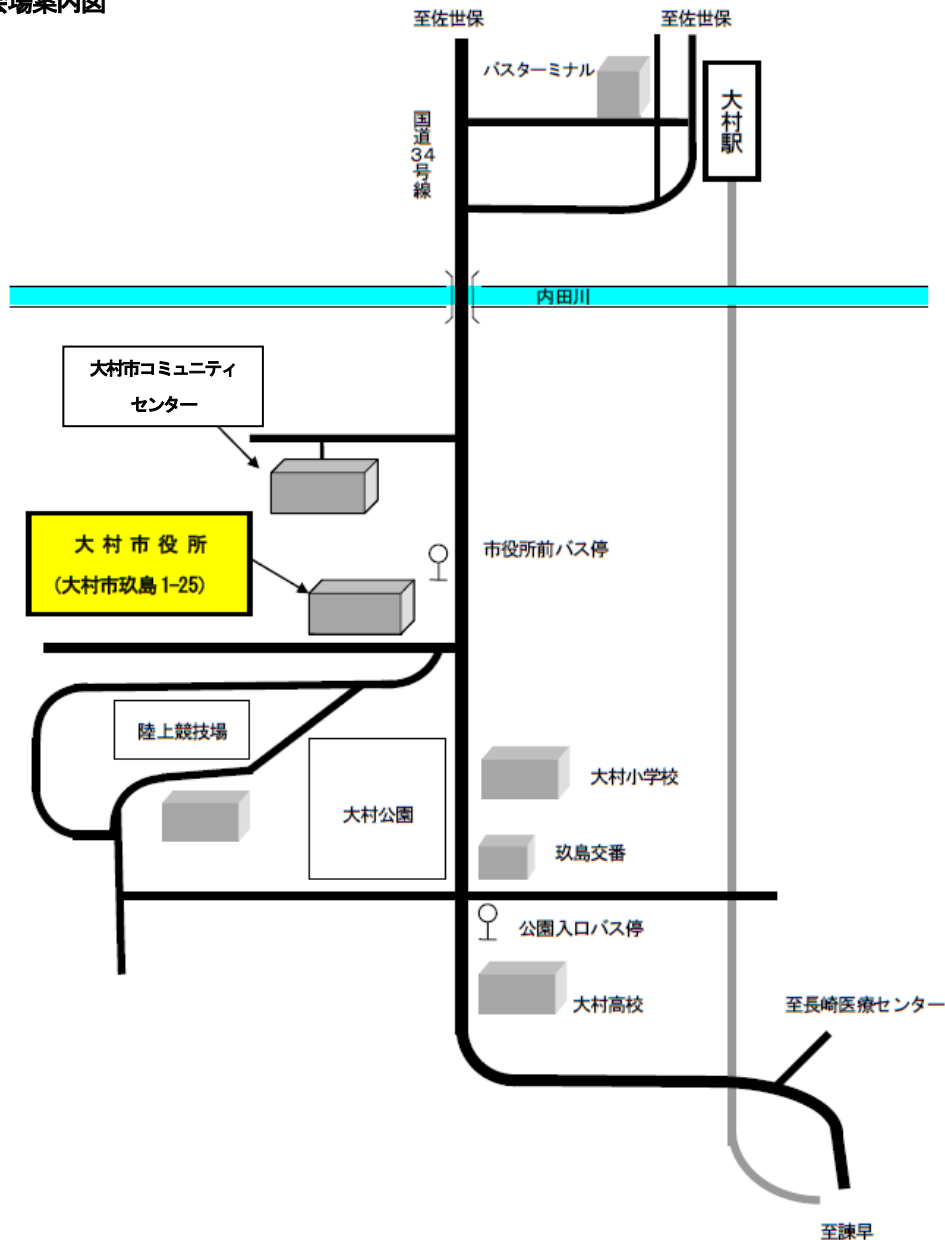 場案内図
至佐世保
至佐世保
バスターミナル
大村駅
国道34号線
内田川
大村市コミュニティ
センター
大村市役所
(大村市玖島1-25)
市役所前バス停
陸上競技場
大村公園
大村小学校
玖島交番
公園入口バス停
大村高校
至長崎医療センター
至諫早